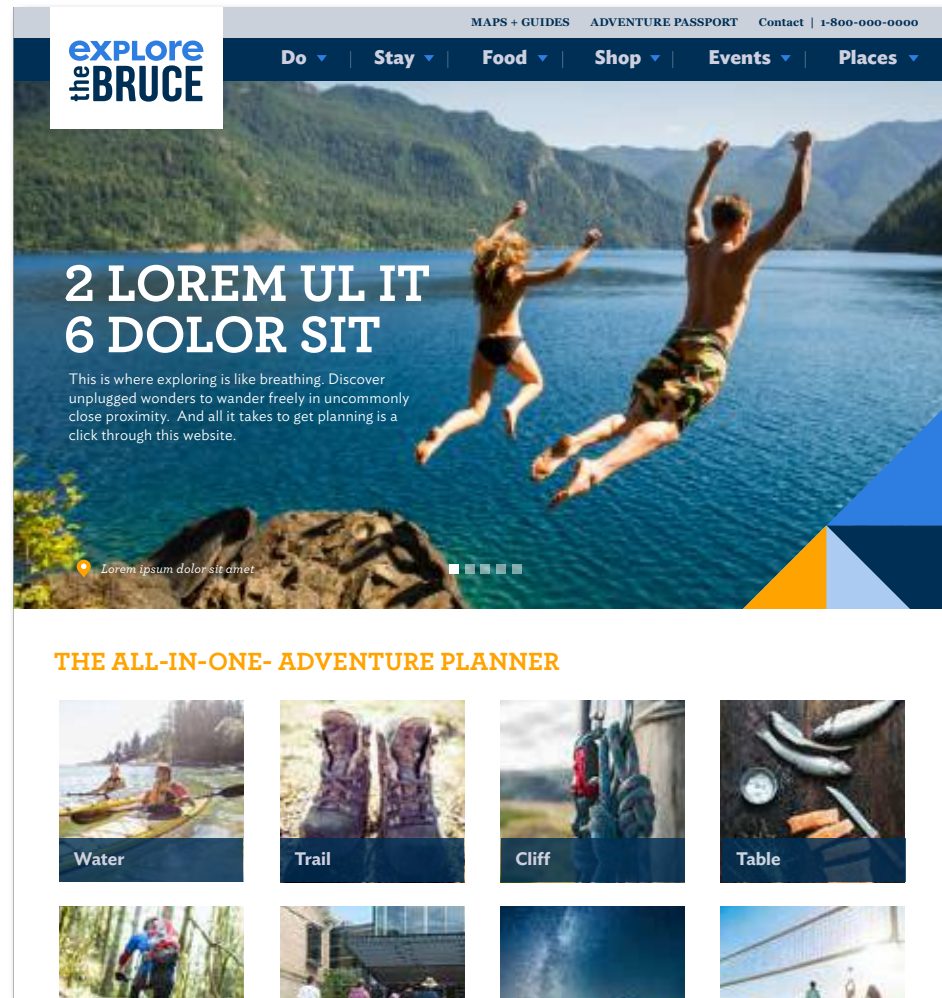 MAPS + GUIDES ADVENTURE PASSPORT Contact | 1-800-000-0000
explore
the BRUCE
Do Stay Food Shop Events Places
2 LOREM UL IT
6 DOLOR SIT
This is where exploring is like breathing. Discover
unplugged wonders to wander freely in uncommonly
close proximity. And all it takes to get planning is a
click through this website.
Lorem ipsum dolor sit amet
THE ALL-IN-ONE- ADVENTURE PLANNER
Water Trail Cliff Table